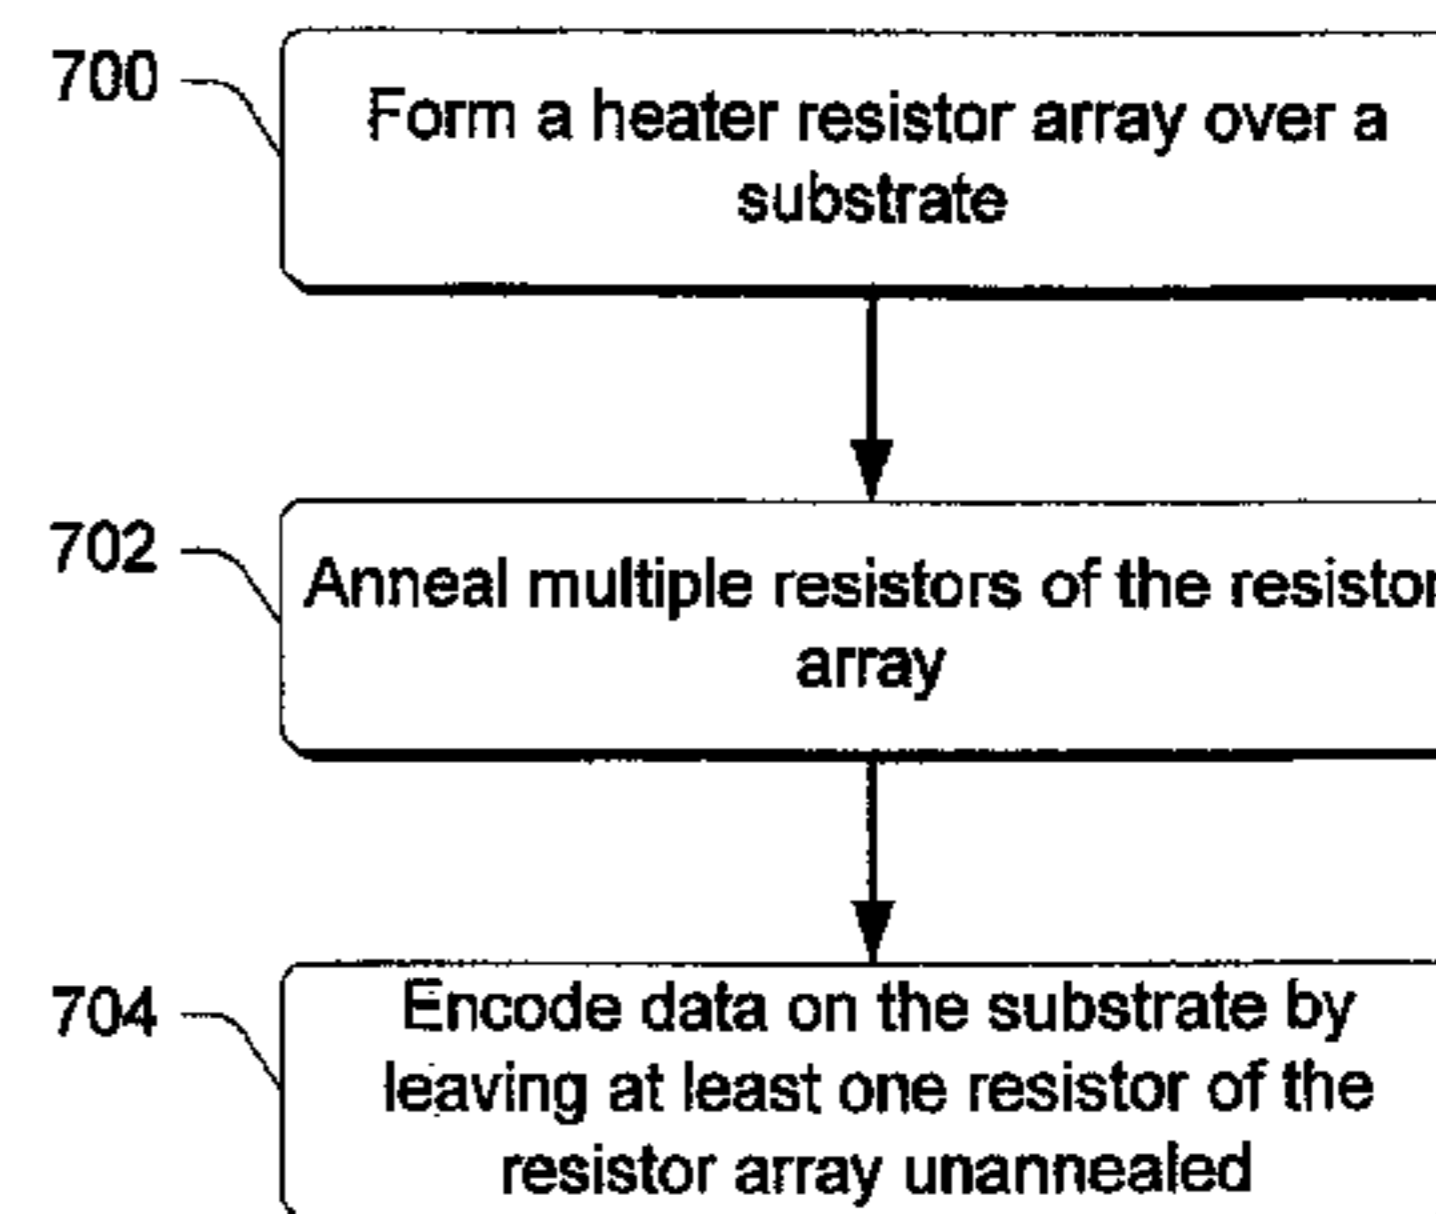 700
Form a heater resistor array over a
substrate
702
Anneal multiple resistors of the resistor
array
704
Encode data on the substrate by
leaving at least one resistor of the
resistor array unannealed